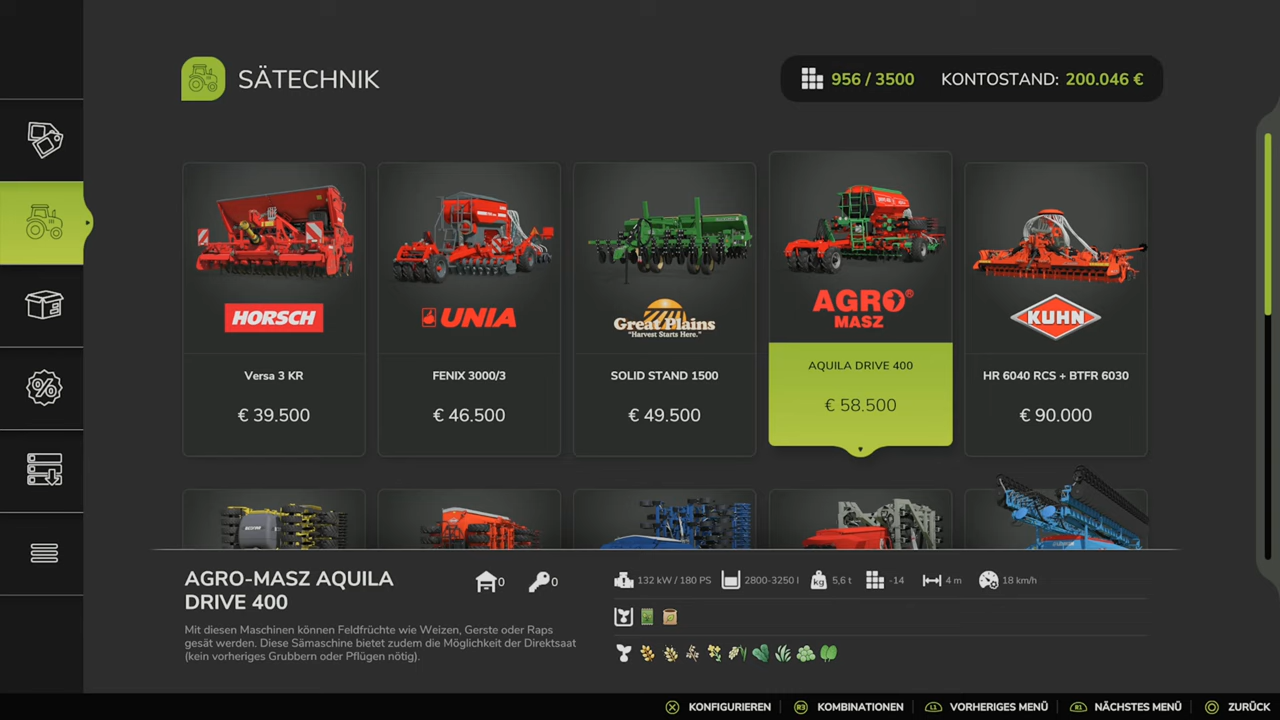 SÄTECHNIK
956 / 3500
KONTOSTAND: 200.046 €
HORSCH
UNIA
Great Plains
"Harvest Starts Here."
AGRO®
MASZ
KUHN
Versa 3 KR
€ 39.500
FENIX 3000/3
€ 46.500
SOLID STAND 1500
€ 49.500
AQUILA DRIVE 400
€ 58.500
HR 6040 RCS + BTFR 6030
€ 90.000
AGRO-MASZ AQUILA
DRIVE 400
0
0
Mit diesen Maschinen können Feldfrüchte wie Weizen, Gerste oder Raps
gesät werden. Diese Sämaschine bietet zudem die Möglichkeit der Direktsaat
(kein vorheriges Grubbern oder Pflügen nötig).
132 kW / 180 PS
2800-3250 l
kg 5,6 t
-14
4 m
18 km/h
KONFIGURIEREN
R3 KOMBINATIONEN
L1 VORHERIGES MENÜ
R1 NÄCHSTES MENÜ
ZURÜCK